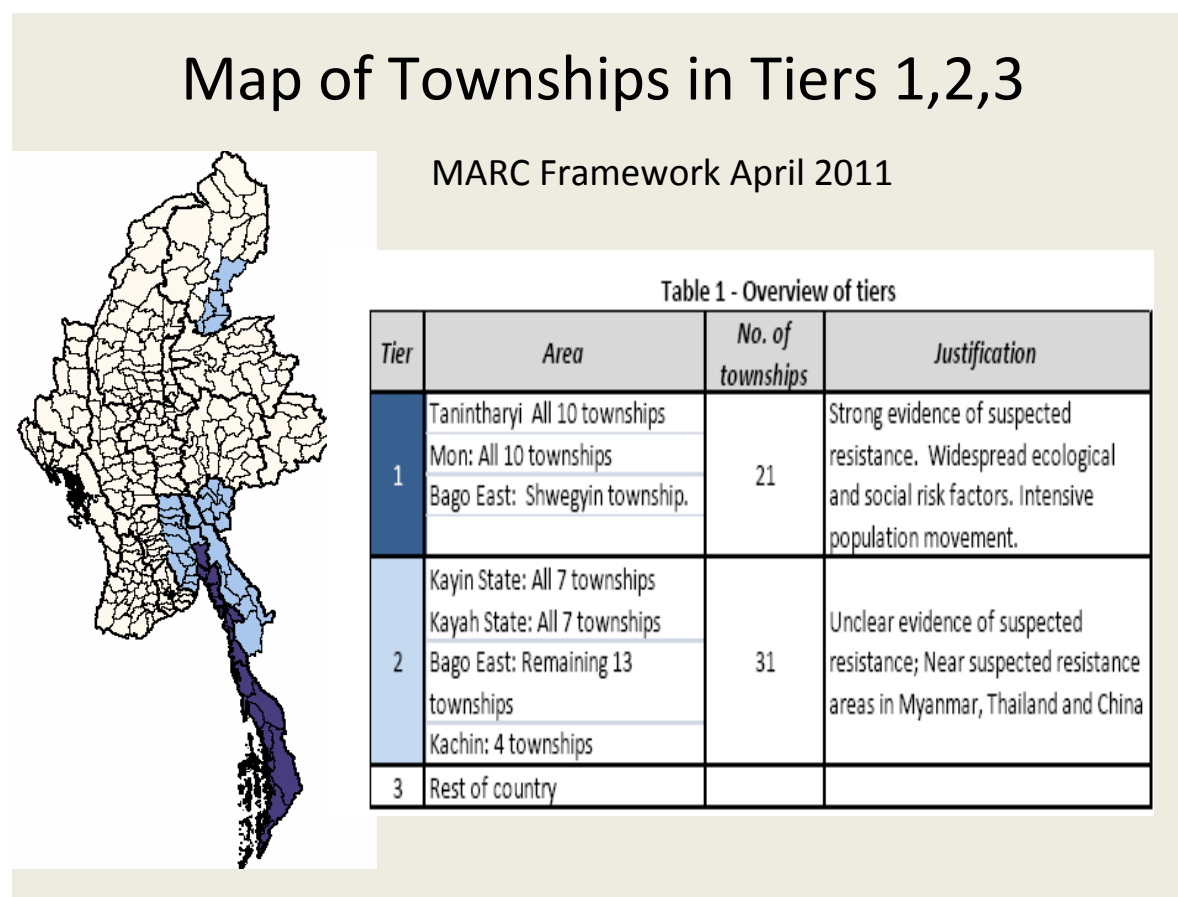 Map of Townships in Tiers 1,2,3
MARC Framework April 2011
Table 1 - Overview of tiers
Tier
Area
No. of
townships
Justification
1
Tanintharyi All 10 townships
Mon: All 10 townships
Bago East: Shwegyin township.
21
Strong evidence of suspected
resistance. Widespread ecological
and social risk factors. Intensive
population movement.
2
Kayin State: All 7 townships
Kayah State: All 7 townships
Bago East: Remaining 13
townships
Kachin: 4 townships
31
Unclear evidence of suspected
resistance; Near suspected resistance
areas in Myanmar, Thailand and China
3
Rest of country